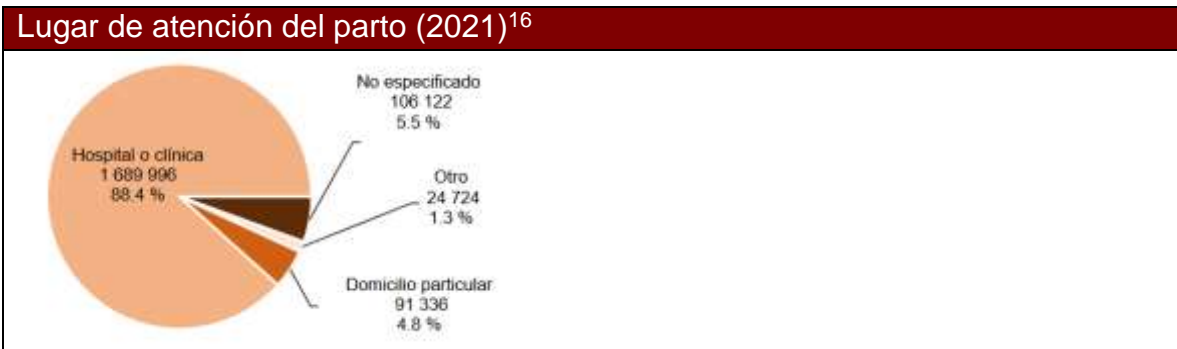 Lugar de atención del parto (2021)16
No especificado
106 122
5.5 %
Hospital o clínica
1 689 996
88.4 %
Otro
24 724
1.3 %
Domicilio particular
91 336
4.8 %